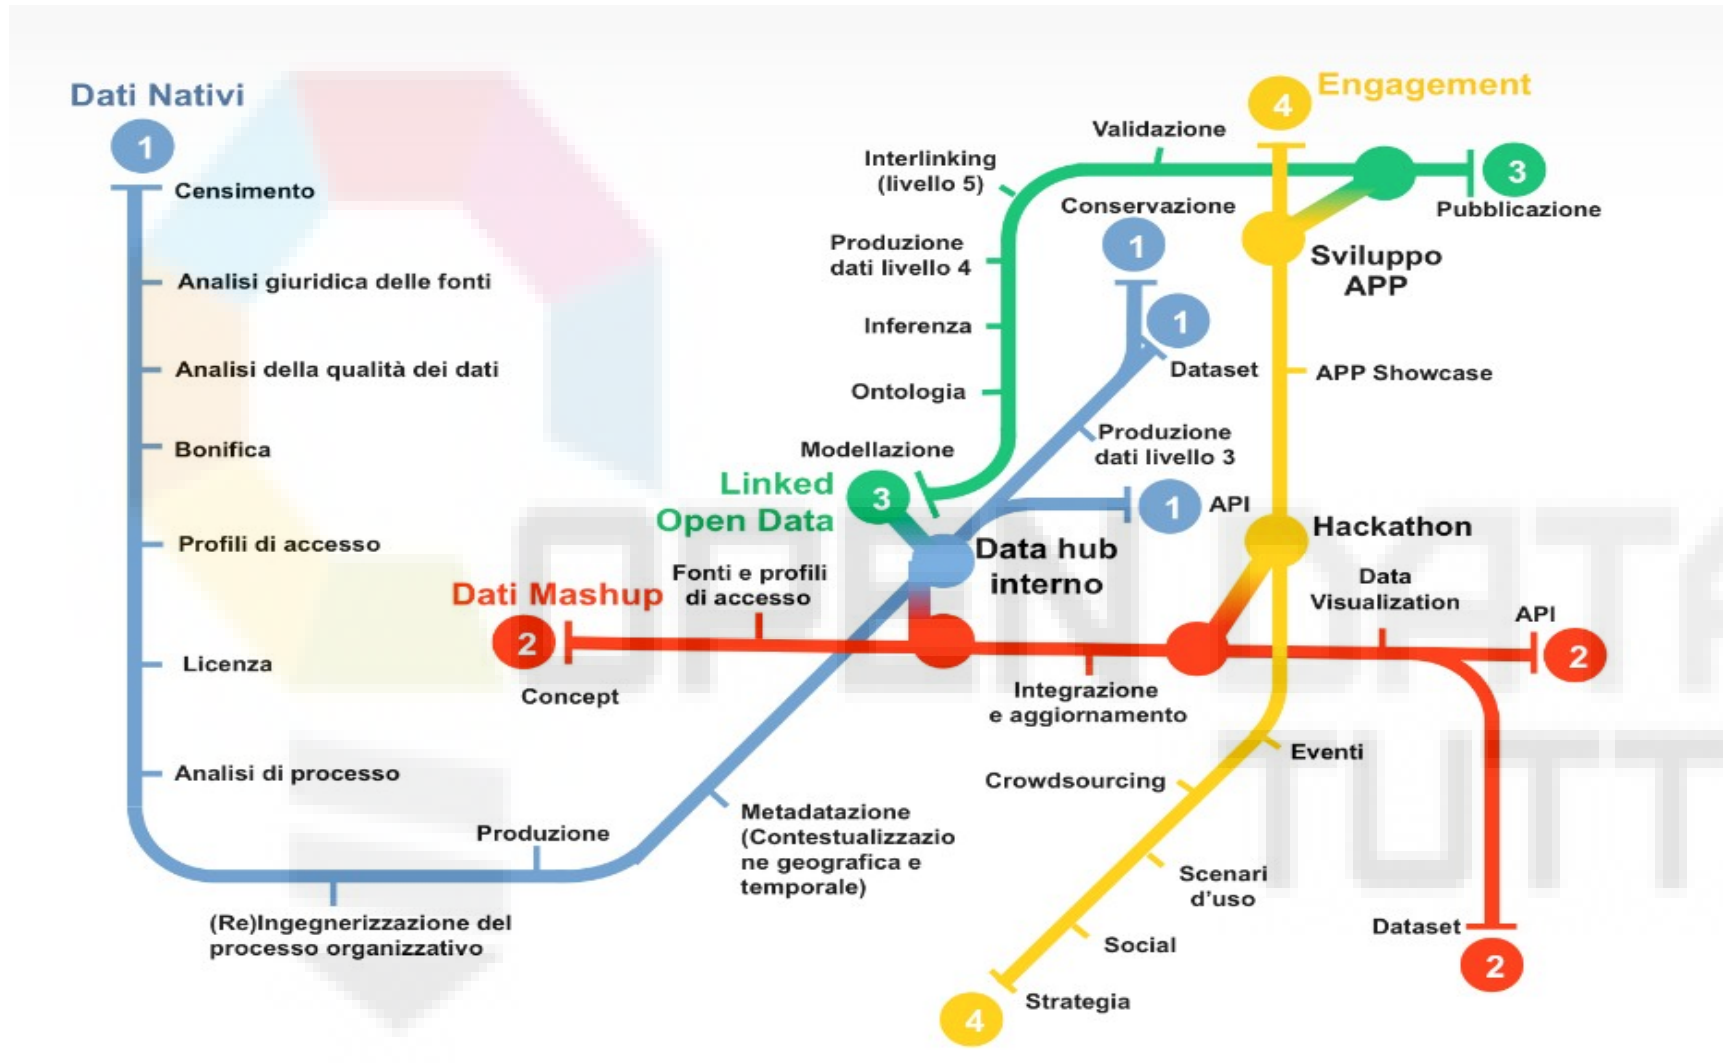 Dati Nativi
1
Censimento
Analisi giuridica delle fonti
Analisi della qualità dei dati
Bonifica
Profili di accesso
Licenza
Analisi di processo
(Re)Ingegnerizzazione del
processo organizzativo
Produzione
Metadatazione
(Contestualizzazio
ne geografica e
temporale)
Data hub
interno
1
API
Produzione
dati livello 3
Dataset
1
Conservazione
1
Dati Mashup
2
Concept
Fonti e profili
di accesso
Integrazione
e aggiornamento
Data
Visualization
API
2
Dataset
2
Linked
Open Data
3
Modellazione
Ontologia
Inferenza
Produzione
dati livello 4
Interlinking
(livello 5)
Validazione
3
Pubblicazione
4
Engagement
Sviluppo
APP
APP Showcase
Hackathon
Eventi
Crowdsourcing
Scenari
d'uso
Social
Strategia
4
OPEN DATA
TUTT